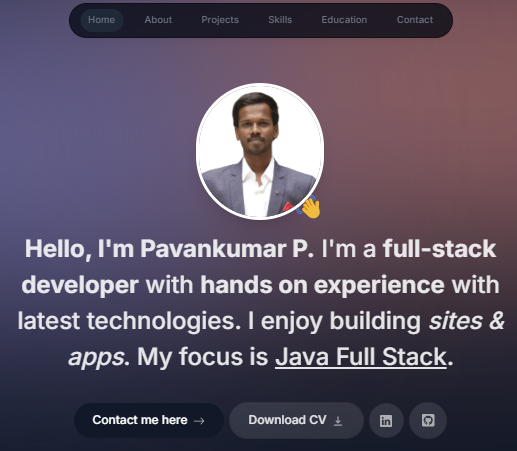 Home About Projects Skills Education Contact
Hello, I'm Pavankumar P. I'm a full-stack
developer with hands on experience with
latest technologies. I enjoy building sites &
apps. My focus is Java Full Stack.
Contact me here → Download CV
in